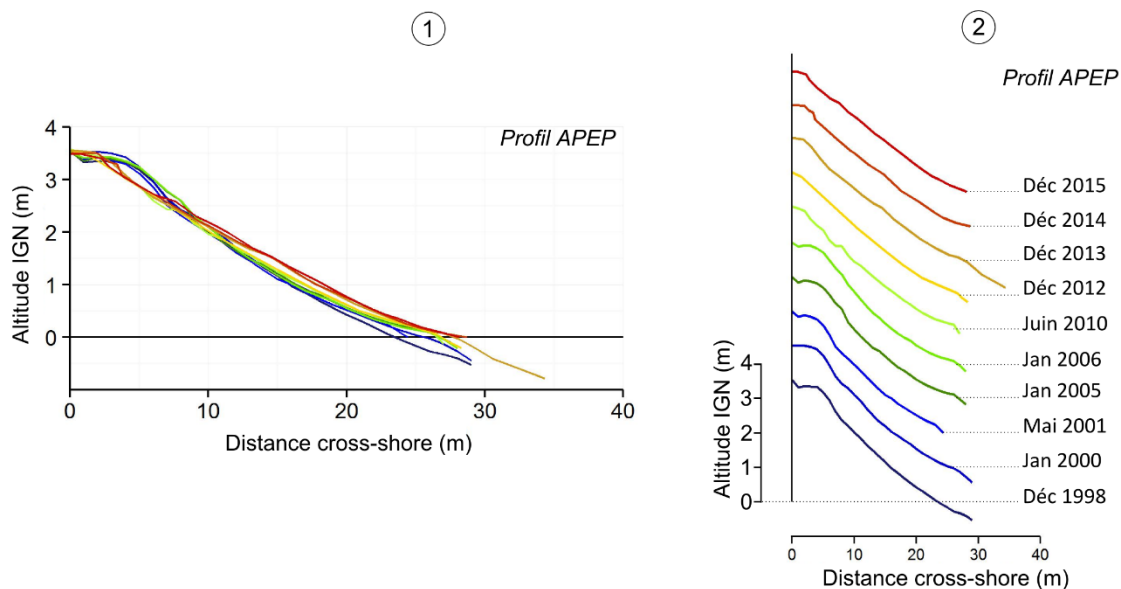 1
Profil APEP
Altitude IGN (m)
4
3
2
1
0
0 10 20 30 40
Distance cross-shore (m)
2
Profil APEP
Déc 2015
Déc 2014
Déc 2013
Déc 2012
Juin 2010
Jan 2006
Jan 2005
Mai 2001
Jan 2000
Déc 1998
Altitude IGN (m)
4
3
2
1
0
0 10 20 30 40
Distance cross-shore (m)